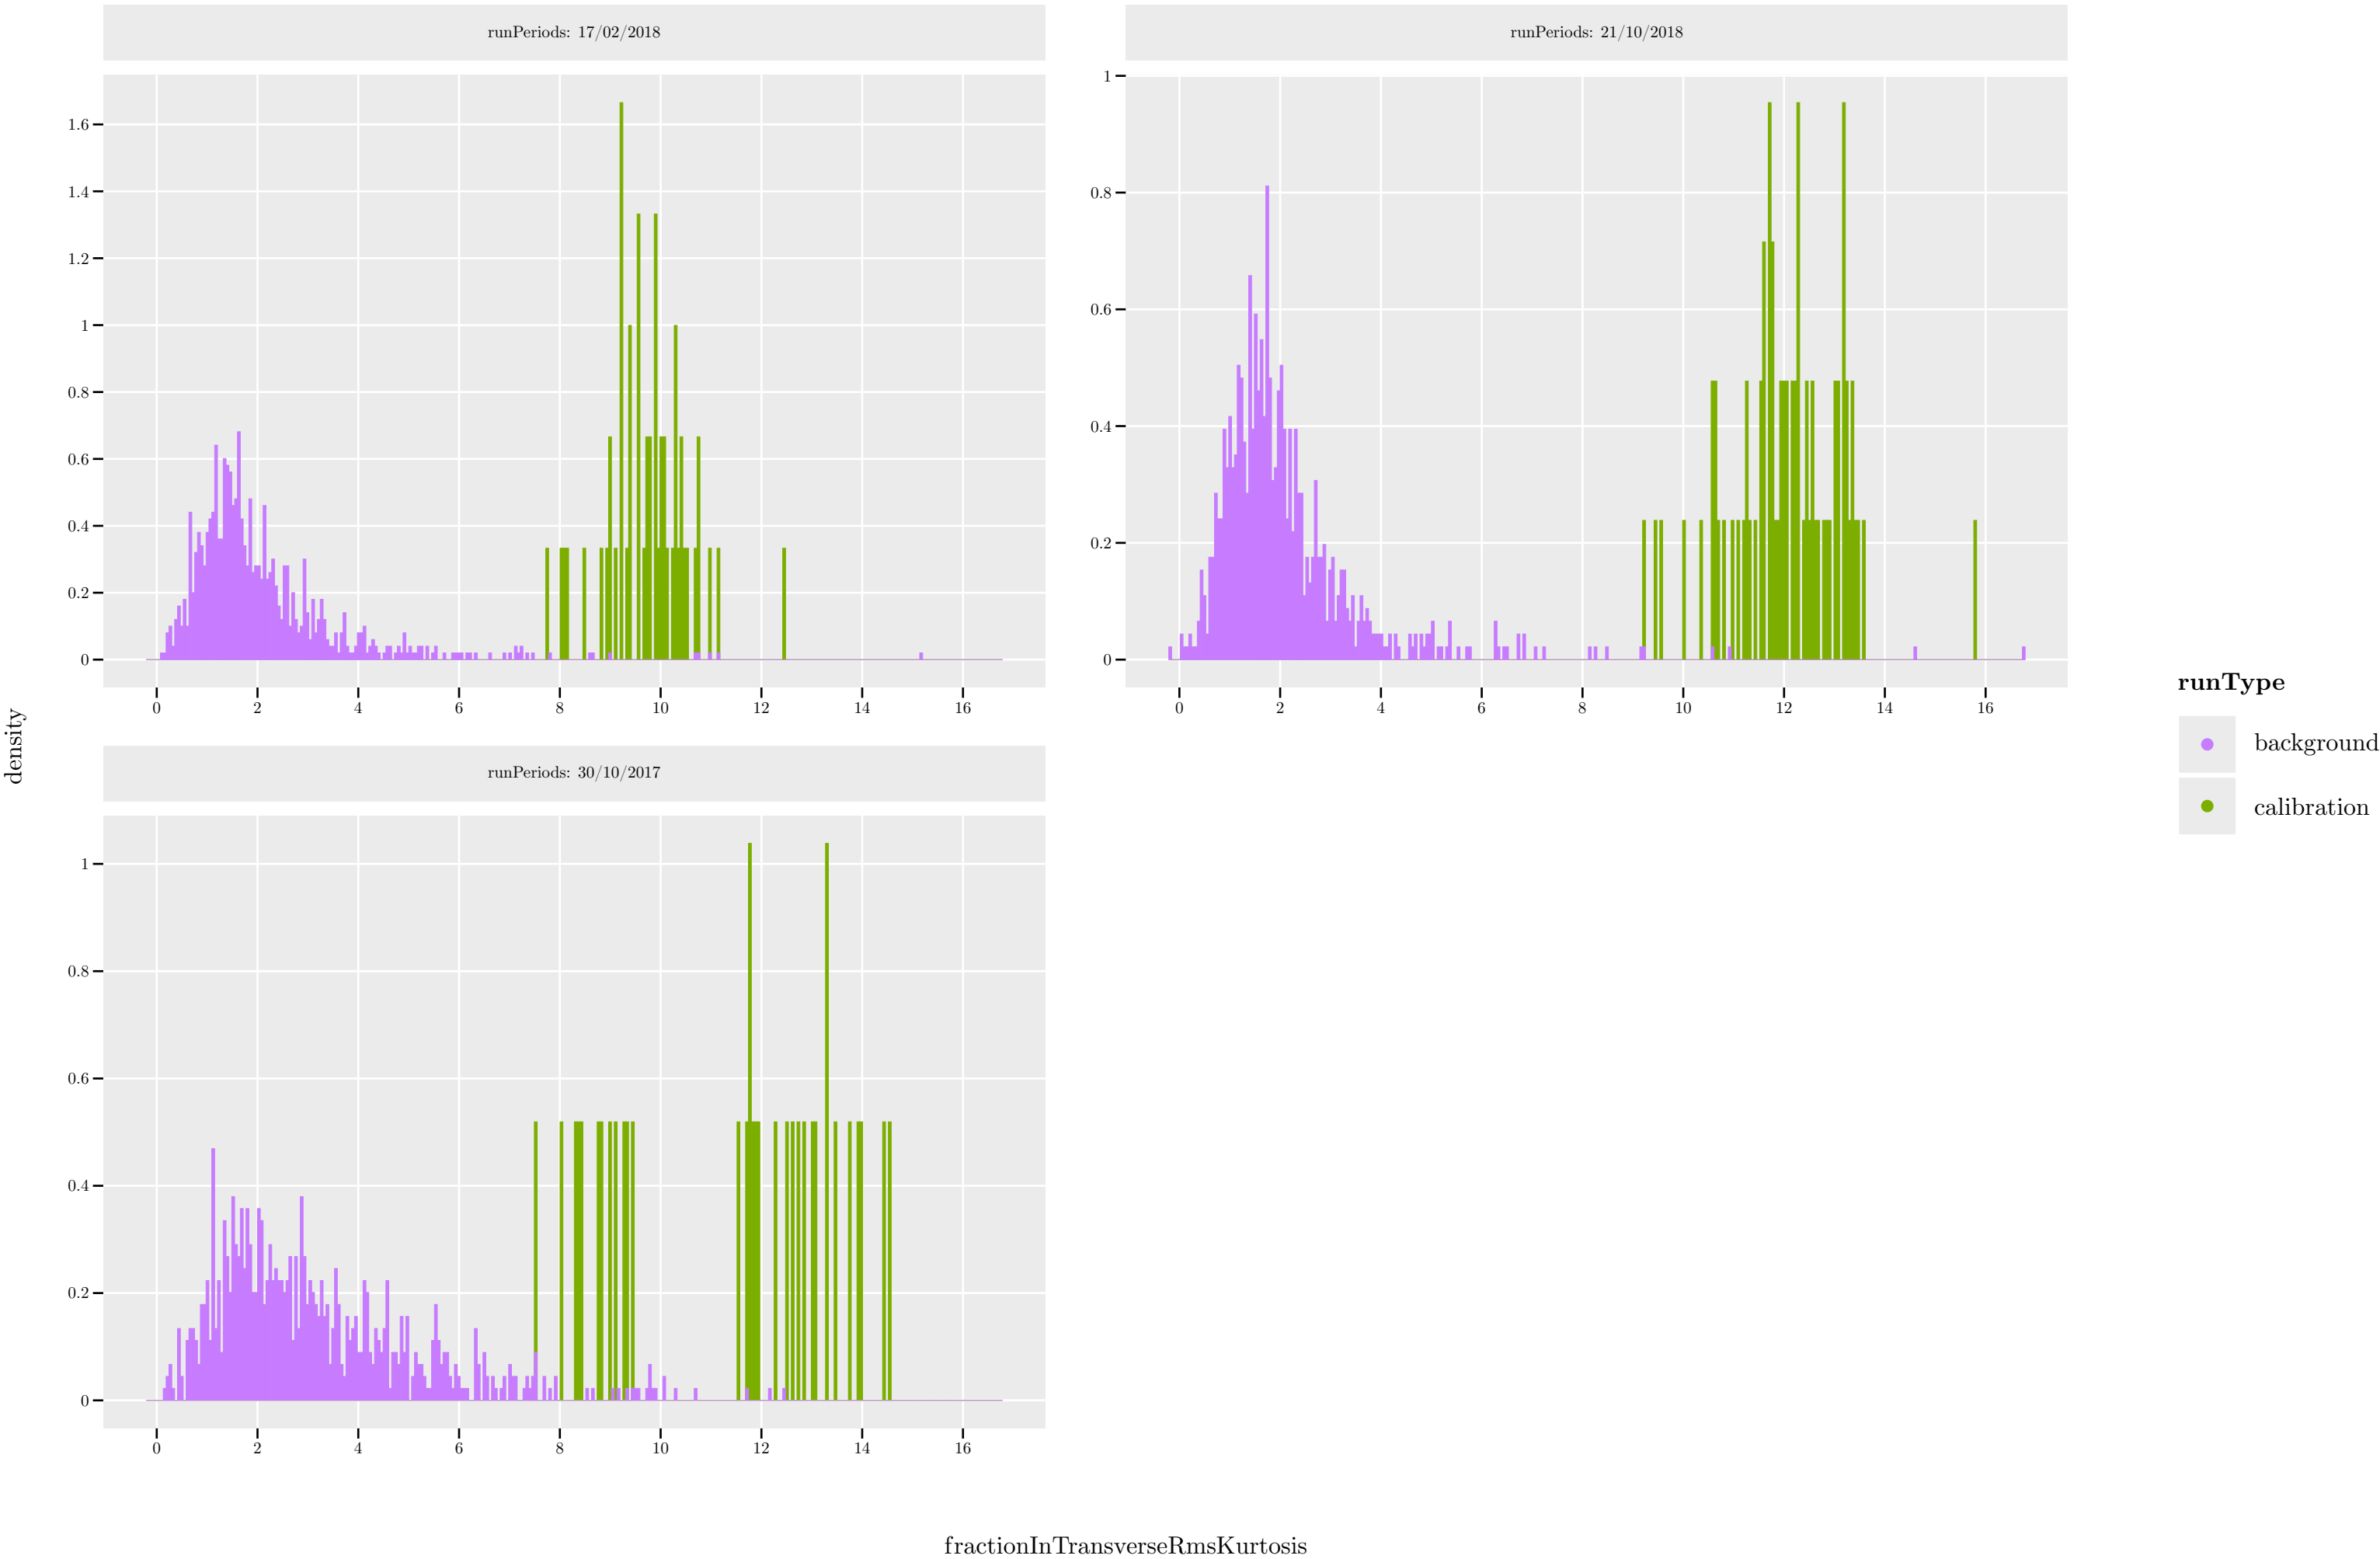 runPeriods: 17/02/2018
1.6
1.4
1.2
1
0.8
0.6
0.4
0.2
0
0 2 4 6 8 10 12 14 16
runPeriods: 21/10/2018
1
0.8
0.6
0.4
0.2
0
0 2 4 6 8 10 12 14 16
runPeriods: 30/10/2017
1
0.8
0.6
0.4
0.2
0
0 2 4 6 8 10 12 14 16
density
fractionInTransverseRmsKurtosis
runType
background
calibration